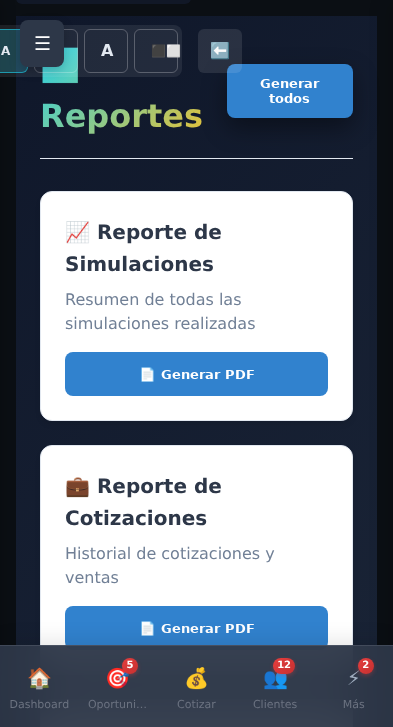 A
A
Generar
todos
Reportes
Reporte de
Simulaciones
Resumen de todas las
simulaciones realizadas
Generar PDF
Reporte de
Cotizaciones
Historial de cotizaciones y
ventas
Generar PDF
5
12
2
Dashboard
Oportuni...
Cotizar
Clientes
Más